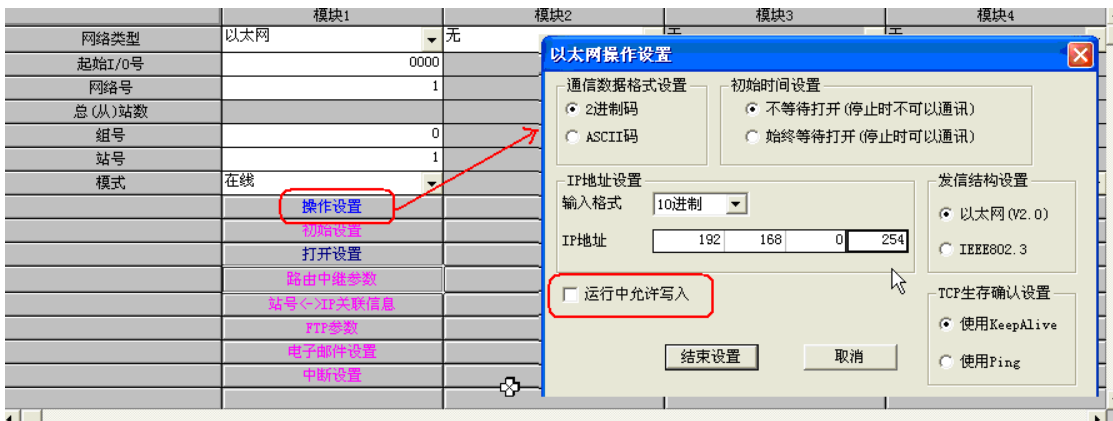 模块1 模块2 模块3 模块4
网络类型 以太网 无 无 无
起始I/O号 0000
网络号 1
总(从)站数
组号 0
站号 1
模式 在线
操作设置
初始设置
打开设置
路由中继参数
站号<->IP关联信息
FTP参数
电子邮件设置
中断设置
以太网操作设置
通信数据格式设置
2进制码
ASCII码
初始时间设置
不等待打开(停止时不可以通讯)
始终等待打开(停止时可以通讯)
IP地址设置
输入格式 10进制
IP地址 192 168 0 254
发信结构设置
以太网(V2.0)
IEEE802.3
运行中允许写入
TCP生存确认设置
使用KeepAlive
使用Ping
结束设置 取消